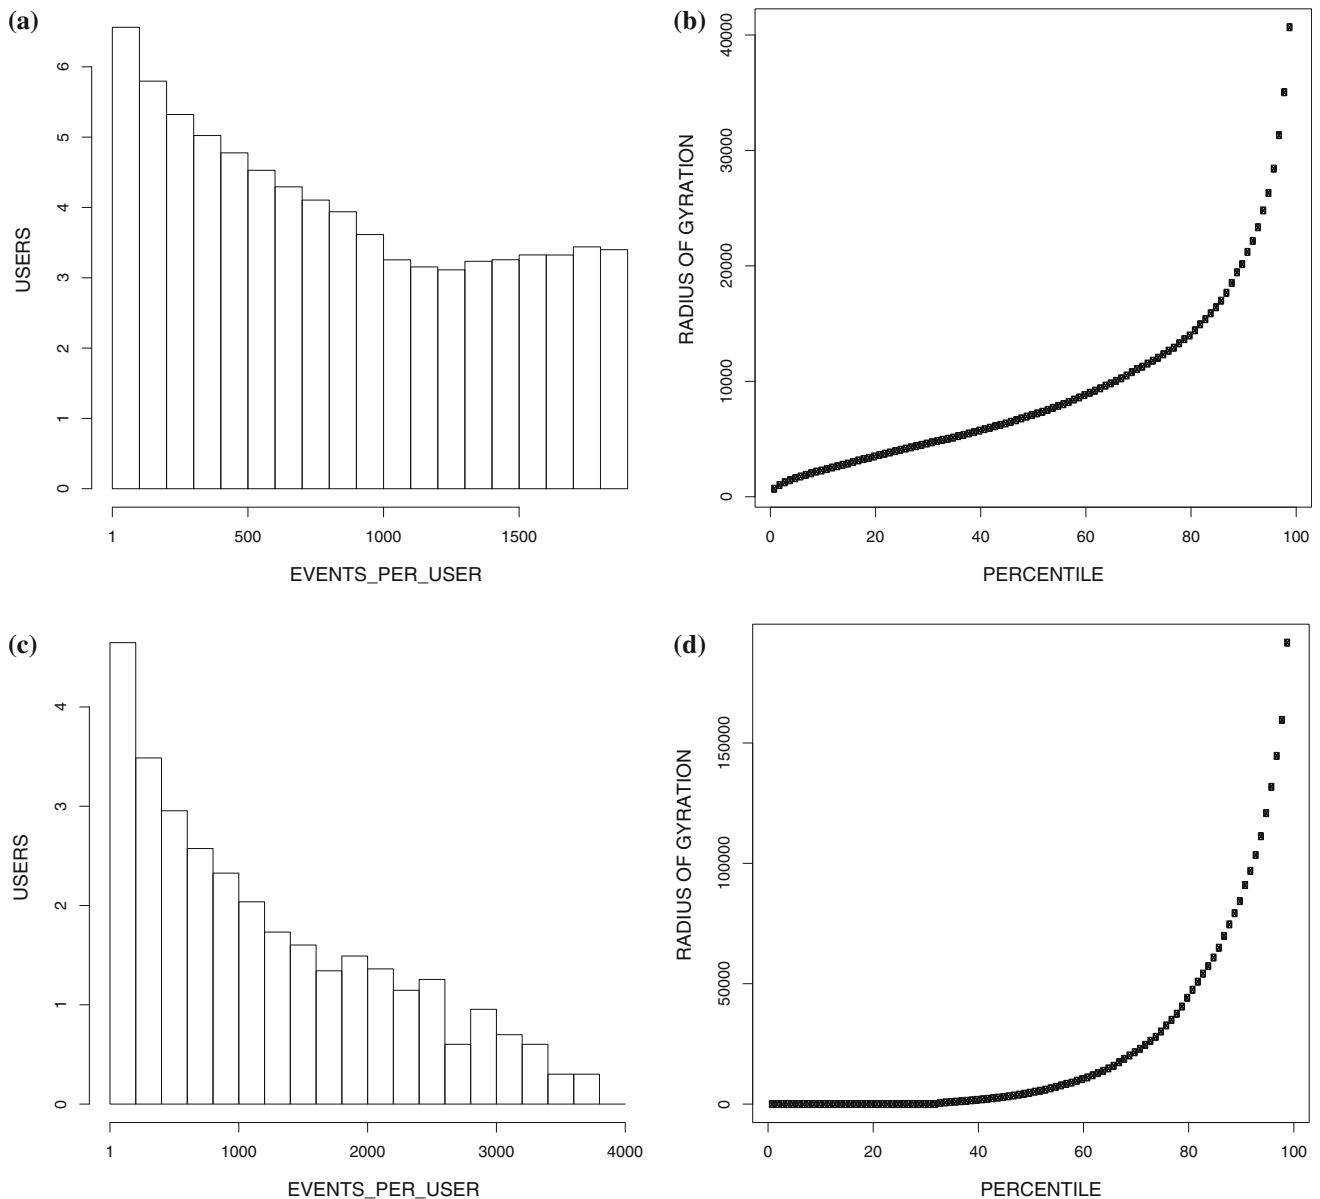 (a)
6
5
4
3
2
1
0
USERS
1 500 1000 1500
EVENTS_PER_USER
(b)
40000
30000
20000
10000
0
RADIUS OF GYRATION
0 20 40 60 80 100
PERCENTILE
(c)
4
3
2
1
0
USERS
1 1000 2000 3000 4000
EVENTS_PER_USER
(d)
150000
100000
50000
0
RADIUS OF GYRATION
0 20 40 60 80 100
PERCENTILE